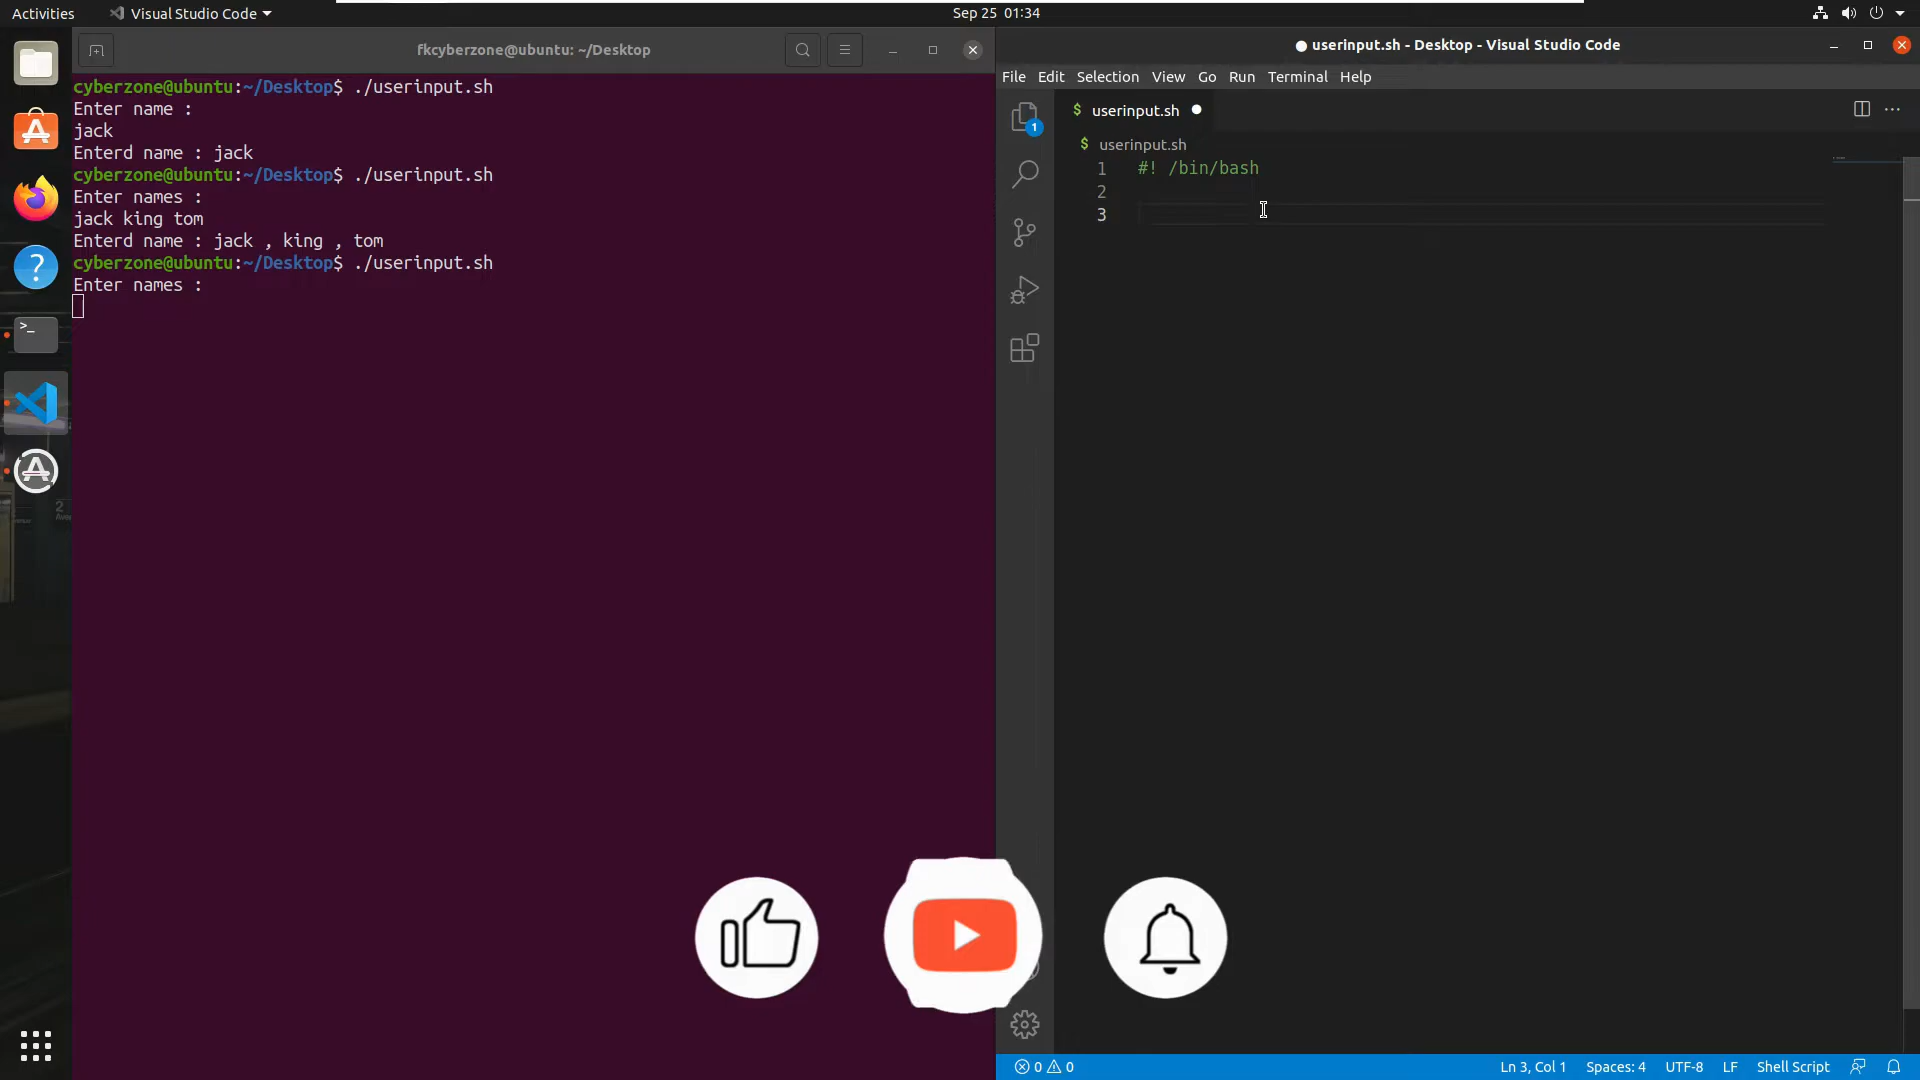 Activities
Visual Studio Code
Sep 25 01:34
fkcyberzone@ubuntu: ~/Desktop
cyberzone@ubuntu:~/Desktop$ ./userinput.sh
Enter name :
jack
Enterd name : jack
cyberzone@ubuntu:~/Desktop$ ./userinput.sh
Enter names :
jack king tom
Enterd name : jack , king , tom
cyberzone@ubuntu:~/Desktop$ ./userinput.sh
Enter names :
● userinput.sh - Desktop - Visual Studio Code
File Edit Selection View Go Run Terminal Help
$ userinput.sh
$ userinput.sh
1 #! /bin/bash
2
3
1
0 0
Ln 3, Col 1 Spaces: 4 UTF-8 LF Shell Script